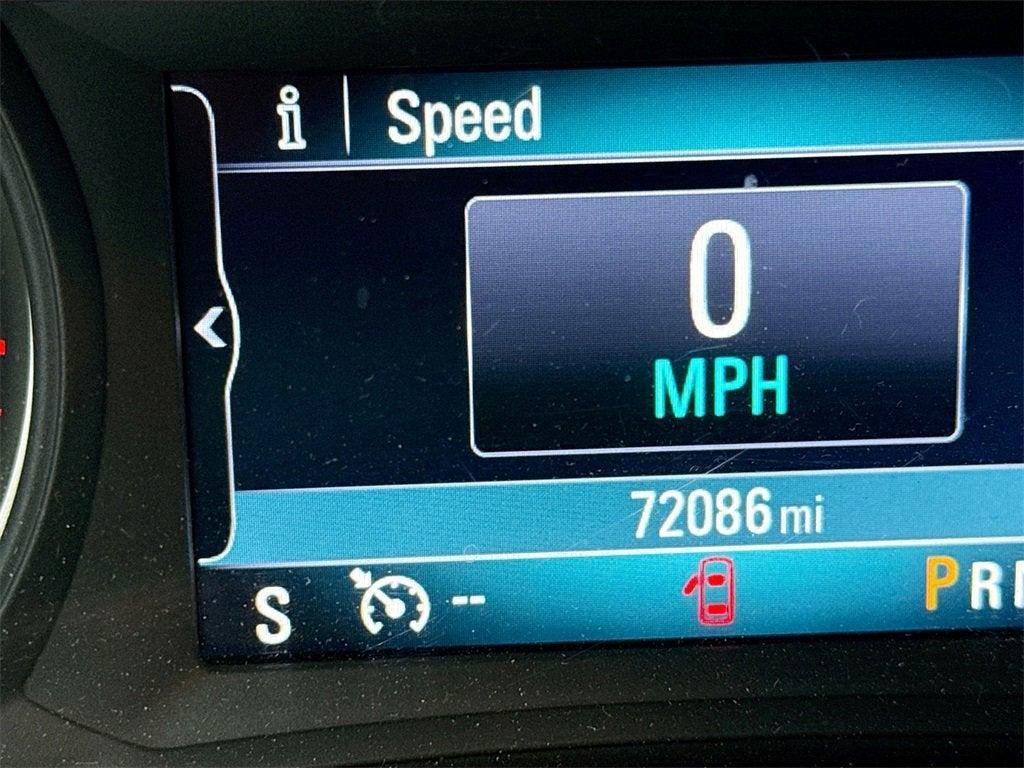 i Speed
0
MPH
72086 mi
S -- PR